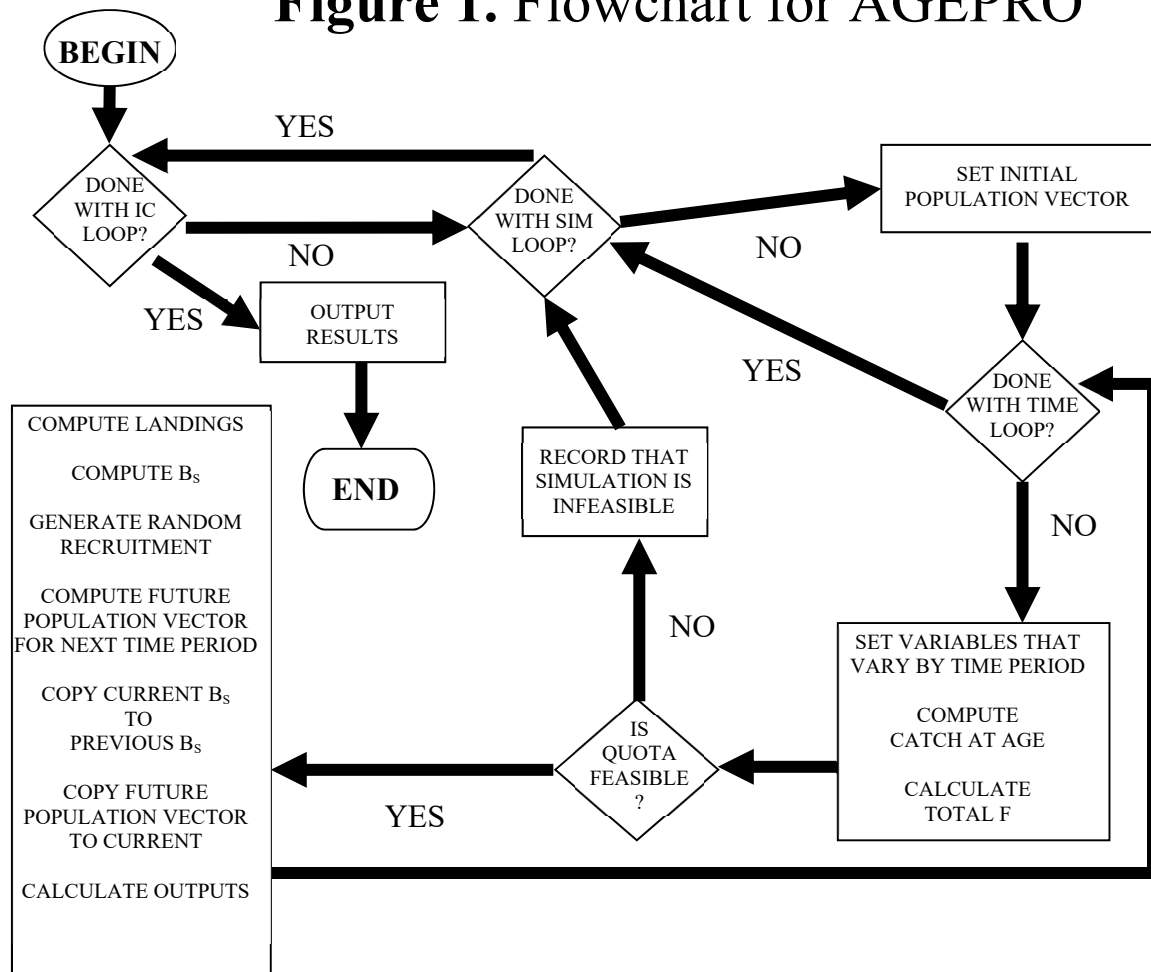 Figure 1. Flowchart for AGEPRO
BEGIN
YES
DONE
WITH IC
LOOP?
NO
YES
OUTPUT
RESULTS
END
DONE
WITH SIM
LOOP?
NO
SET INITIAL
POPULATION VECTOR
YES
DONE
WITH TIME
LOOP?
NO
SET VARIABLES THAT
VARY BY TIME PERIOD
COMPUTE
CATCH AT AGE
CALCULATE
TOTAL F
IS
QUOTA
FEASIBLE
?
NO
RECORD THAT
SIMULATION IS
INFEASIBLE
YES
COMPUTE LANDINGS
COMPUTE BS
GENERATE RANDOM
RECRUITMENT
COMPUTE FUTURE
POPULATION VECTOR
FOR NEXT TIME PERIOD
COPY CURRENT BS
TO
PREVIOUS BS
COPY FUTURE
POPULATION VECTOR
TO CURRENT
CALCULATE OUTPUTS